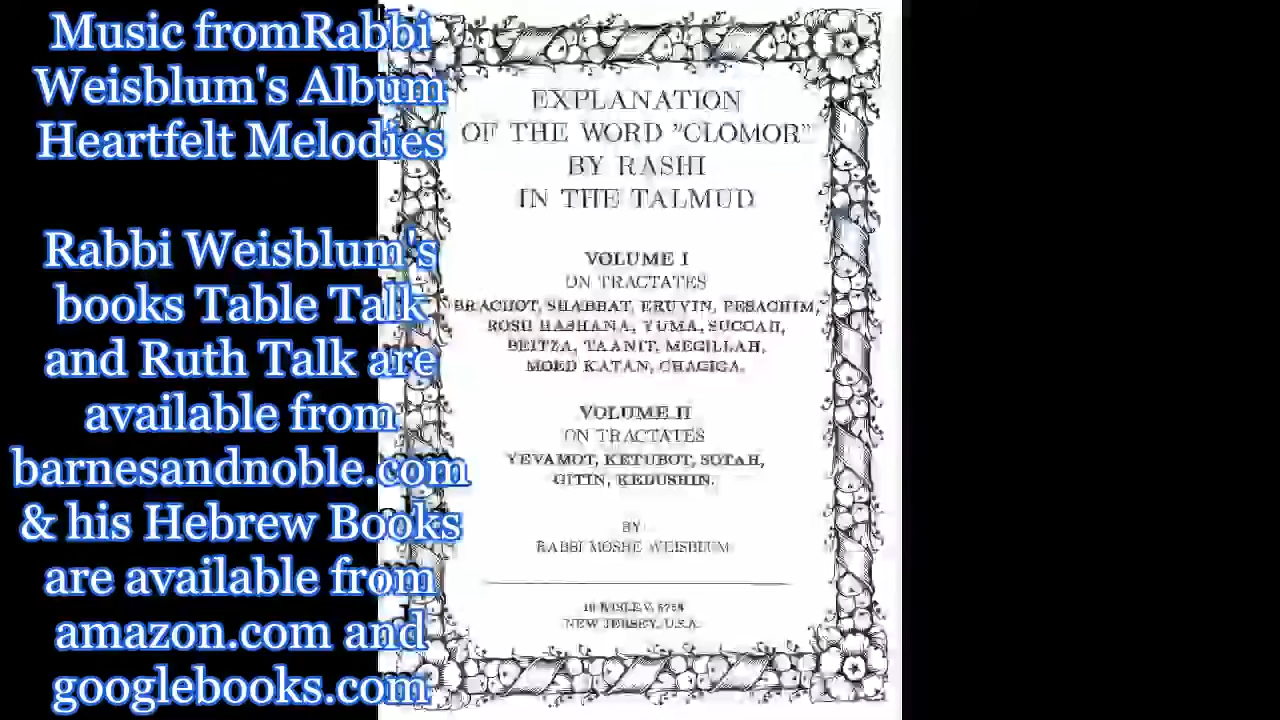 Music fromRabbi
Weisblum's Album
Heartfelt Melodies
Rabbi Weisblum's
books Table Talk
and Ruth Talk are
available from
barnesandnoble.com
& his Hebrew Books
are available from
amazon.com and
googlebooks.com
EXPLANATION
OF THE WORD "CLOMOR"
BY RASHI
IN THE TALMUD
VOLUME I
ON TRACTATES
BRACHOT, SHABBAT, ERUVIN, PESACHIM,
ROSH HASHANA, YUMA, SUCCAH,
BEITZA, TAANIT, MEGILLAH,
MOED KATAN, CHAGIGA.
VOLUME II
ON TRACTATES
YEVAMOT, KETUBOT, SOTAH,
GITIN, KEDUSHIN.
BY
RABBI MOSHE WEISBLUM
KISLEV,
NEW JERSEY, U.S.A.